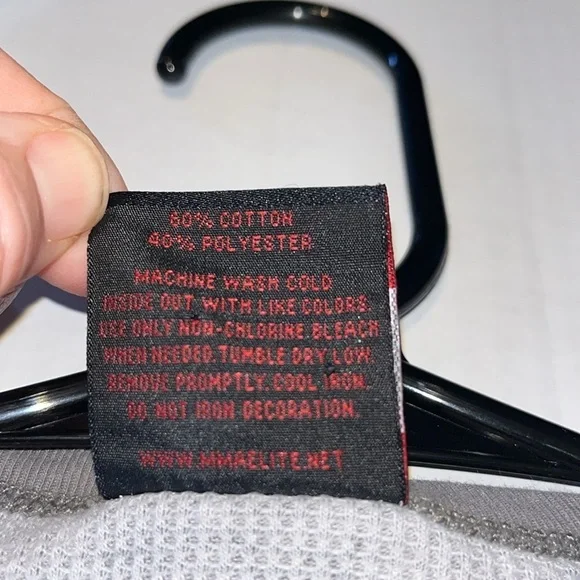 60% COTTON
40% POLYESTER
MACHINE WASH COLD
INSIDE OUT WITH LIKE COLORS.
USE ONLY NON-CHLORINE BLEACH
WHEN NEEDED. TUMBLE DRY LOW.
REMOVE PROMPTLY. COOL IRON.
DO NOT IRON DECORATION.
WWW.MMAELITE.NET